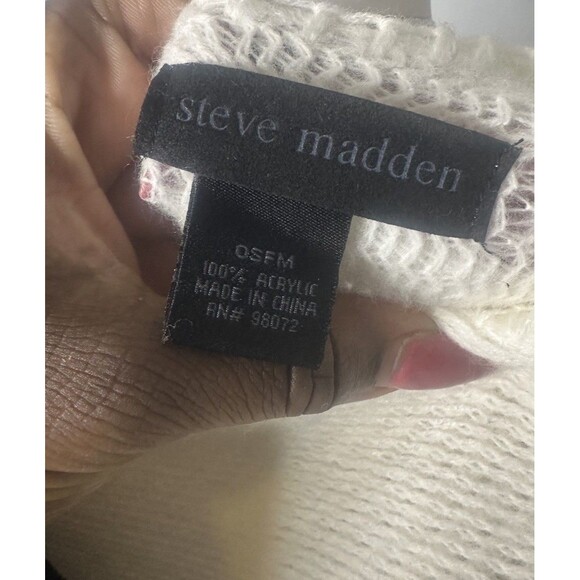 steve madden
OSFM
100% ACRYLIC
MADE IN CHINA
RN# 98072